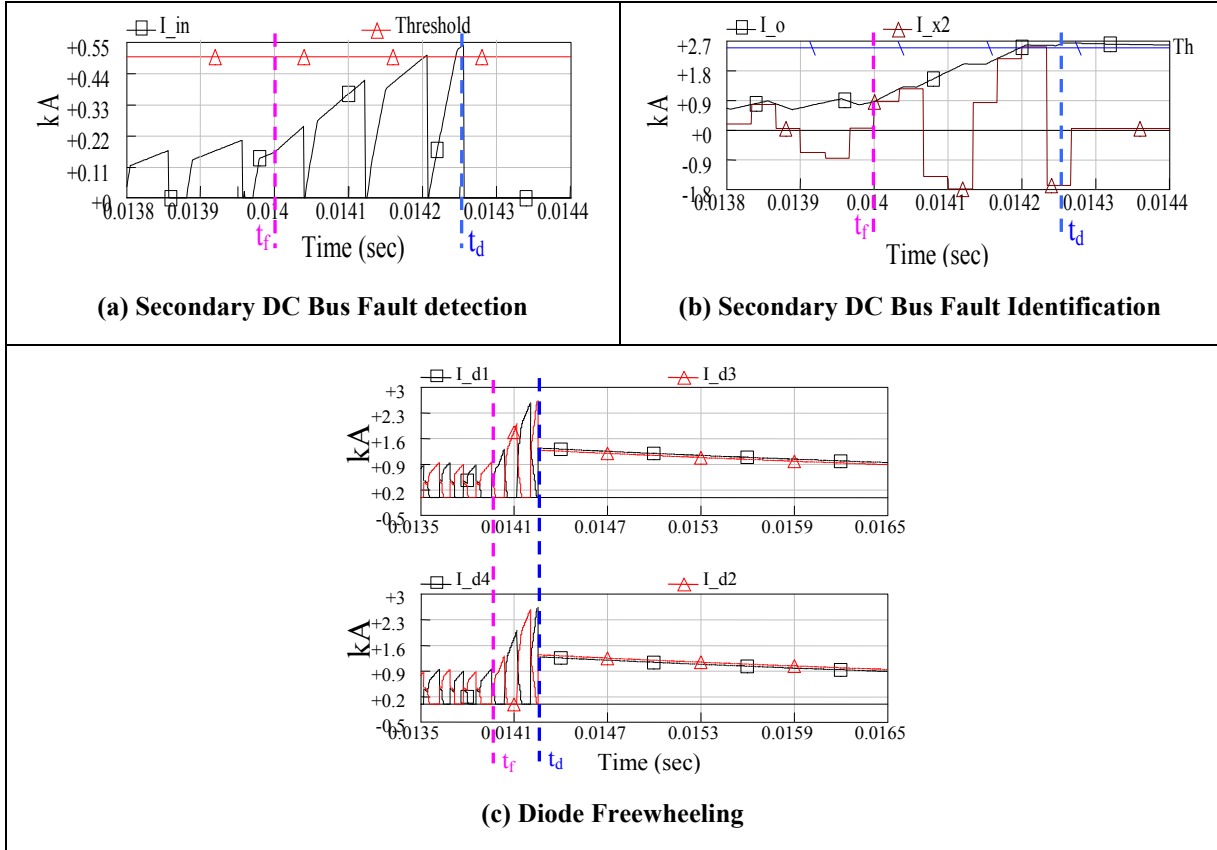 I_in Threshold
+0.55
+0.44
+0.33
+0.22
+0.11
+0
kA
0.0138 0.0139 0.014 0.0141 0.0142 0.0143 0.0144
t_f t_d
Time (sec)
(a) Secondary DC Bus Fault detection
I_o I_x2
+2.7
+1.8
+0.9
+0
-0.9
-1.8
kA
Th
0.0138 0.0139 0.014 0.0141 0.0142 0.0143 0.0144
t_f t_d
Time (sec)
(b) Secondary DC Bus Fault Identification
I_d1 I_d3
+3
+2.3
+1.6
+0.9
+0.2
-0.5
kA
0.0135 0.0141 0.0147 0.0153 0.0159 0.0165
I_d4 I_d2
+3
+2.3
+1.6
+0.9
+0.2
-0.5
kA
0.0135 0.0141 0.0147 0.0153 0.0159 0.0165
t_f t_d Time (sec)
(c) Diode Freewheeling